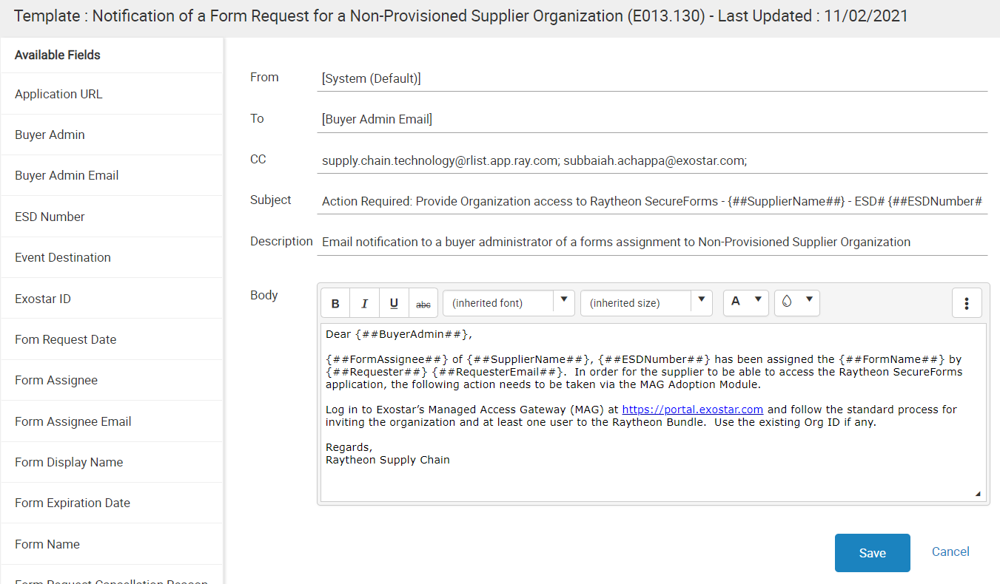 Template : Notification of a Form Request for a Non-Provisioned Supplier Organization (E013.130) - Last Updated : 11/02/2021
Available Fields
Application URL
Buyer Admin
Buyer Admin Email
ESD Number
Event Destination
Exostar ID
Fom Request Date
Form Assignee
Form Assignee Email
Form Display Name
Form Expiration Date
Form Name
Form Request Cancellation Reason
From
[System (Default)]
To
[Buyer Admin Email]
CC
supply.chain.technology@rlist.app.ray.com; subbaiah.achappa@exostar.com;
Subject
Action Required: Provide Organization access to Raytheon SecureForms - {##SupplierName##} - ESD# {##ESDNumber#
Description
Email notification to a buyer administrator of a forms assignment to Non-Provisioned Supplier Organization
Body
B I U abc (inherited font) (inherited size) A
Dear {##BuyerAdmin##},
{##FormAssignee##} of {##SupplierName##}, {##ESDNumber##} has been assigned the {##FormName##} by
{##Requester##} {##RequesterEmail##}.  In order for the supplier to be able to access the Raytheon SecureForms
application, the following action needs to be taken via the MAG Adoption Module.
Log in to Exostar’s Managed Access Gateway (MAG) at https://portal.exostar.com and follow the standard process for
inviting the organization and at least one user to the Raytheon Bundle.  Use the existing Org ID if any.
Regards,
Raytheon Supply Chain
Save
Cancel